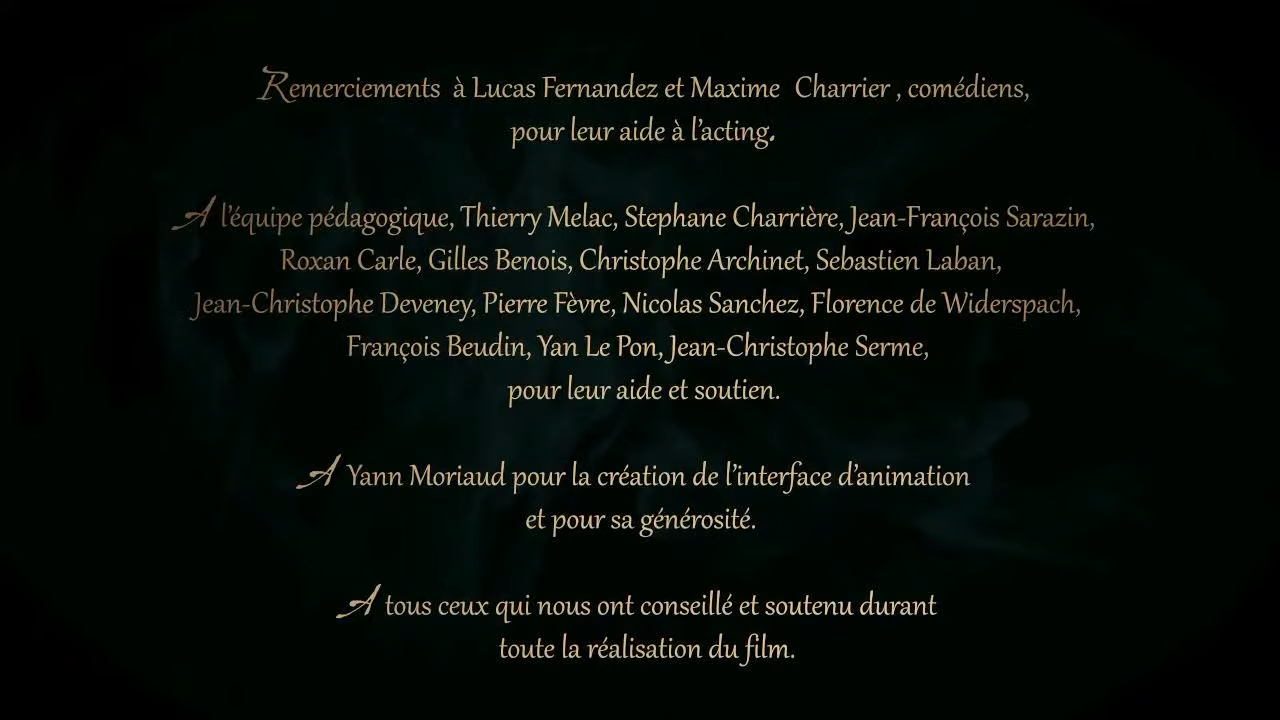 Remerciements à Lucas Fernandez et Maxime Charrier , comédiens,
pour leur aide à l'acting.
A l'équipe pédagogique, Thierry Melac, Stephane Charrière, Jean-François Sarazin,
Roxan Carle, Gilles Benois, Christophe Archinet, Sebastien Laban,
Jean-Christophe Deveney, Pierre Fèvre, Nicolas Sanchez, Florence de Widerspach,
François Beudin, Yan Le Pon, Jean-Christophe Serme,
pour leur aide et soutien.
A Yann Moriaud pour la création de l'interface d'animation
et pour sa générosité.
A tous ceux qui nous ont conseillé et soutenu durant
toute la réalisation du film.